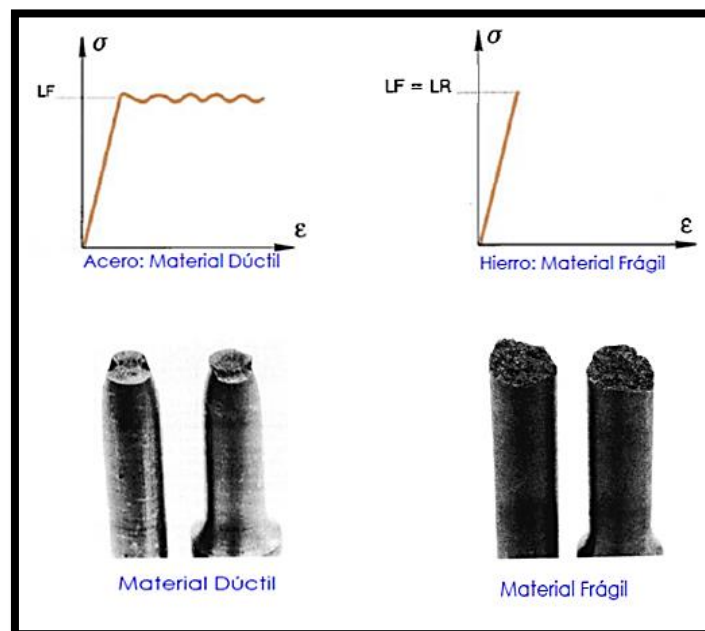 σ
LF
ε
Acero: Material Dúctil
σ
LF = LR
ε
Hierro: Material Frágil
Material Dúctil
Material Frágil